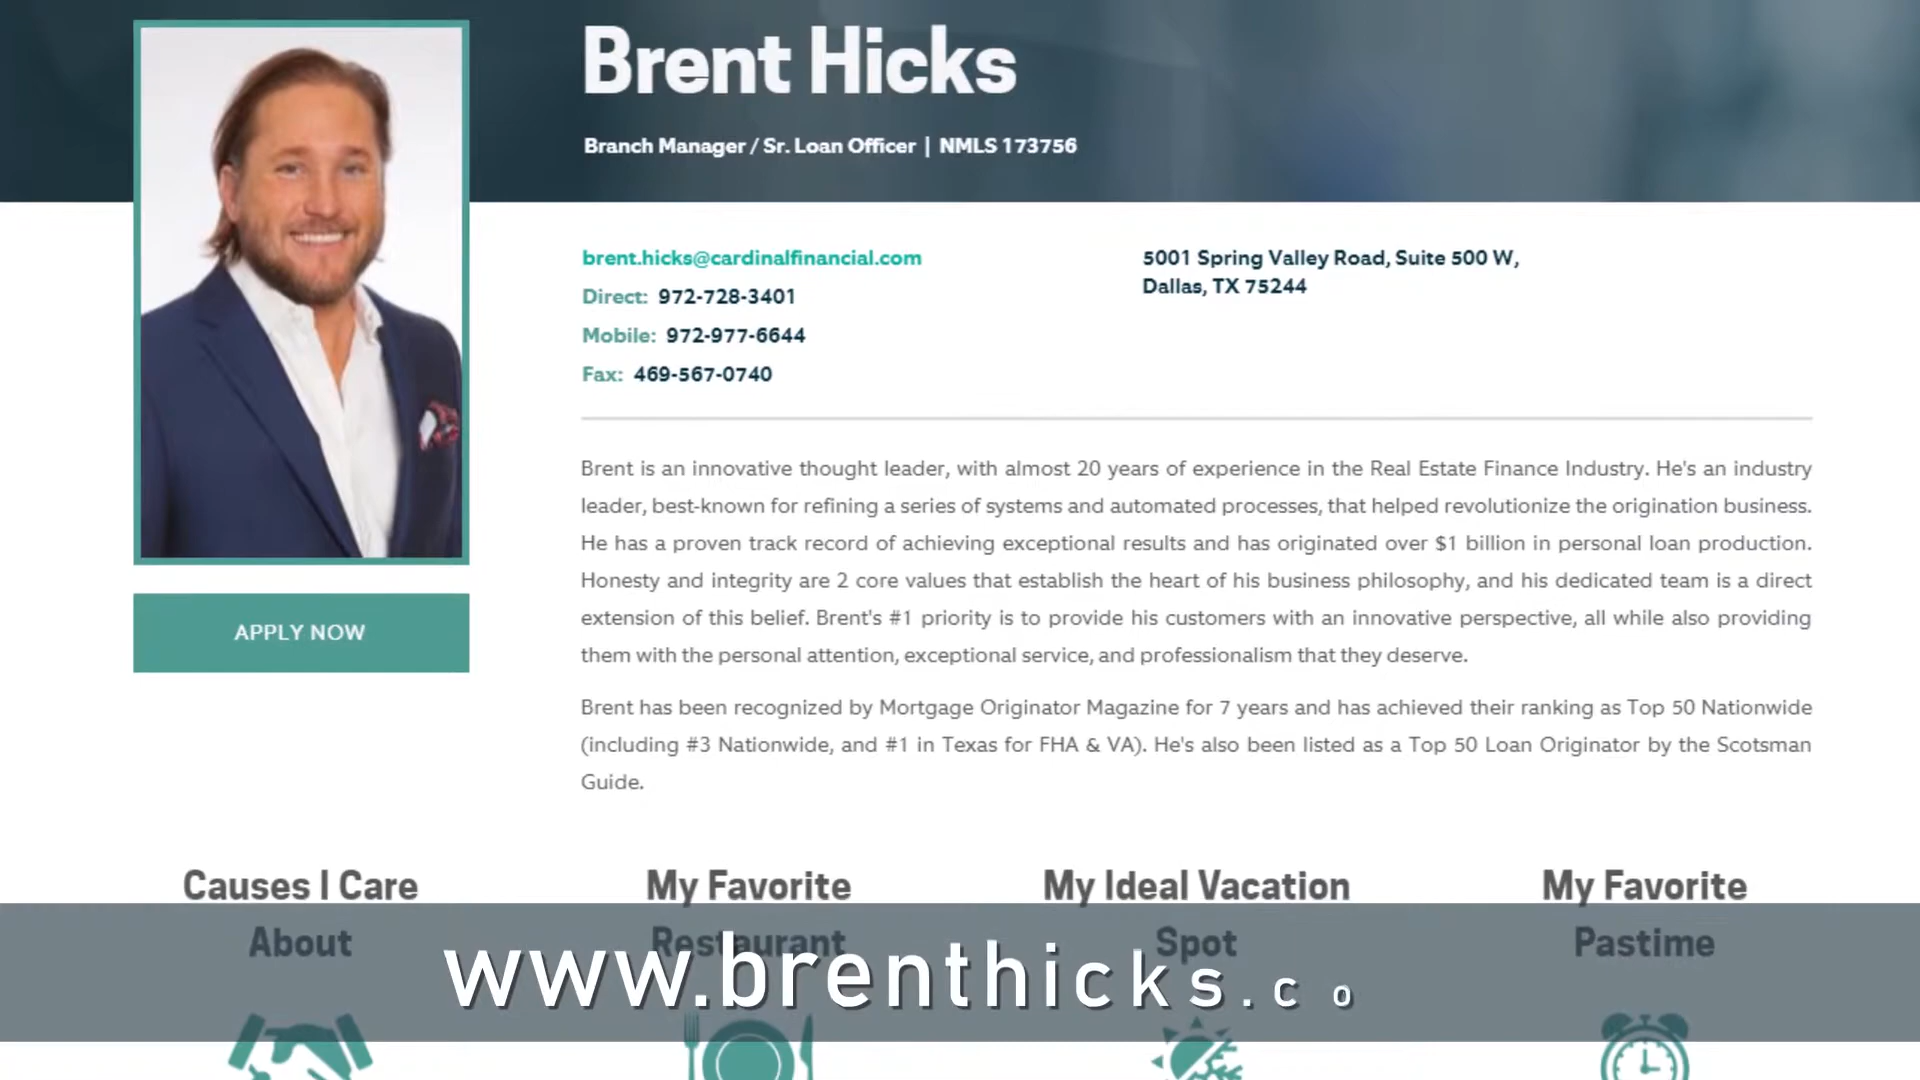 Brent Hicks
Branch Manager / Sr. Loan Officer | NMLS 173756
brent.hicks@cardinalfinancial.com
Direct: 972-728-3401
Mobile: 972-977-6644
Fax: 469-567-0740
5001 Spring Valley Road, Suite 500 W,
Dallas, TX 75244
APPLY NOW
Brent is an innovative thought leader, with almost 20 years of experience in the Real Estate Finance Industry. He's an industry
leader, best-known for refining a series of systems and automated processes, that helped revolutionize the origination business.
He has a proven track record of achieving exceptional results and has originated over $1 billion in personal loan production.
Honesty and integrity are 2 core values that establish the heart of his business philosophy, and his dedicated team is a direct
extension of this belief. Brent's #1 priority is to provide his customers with an innovative perspective, all while also providing
them with the personal attention, exceptional service, and professionalism that they deserve.
Brent has been recognized by Mortgage Originator Magazine for 7 years and has achieved their ranking as Top 50 Nationwide
(including #3 Nationwide, and #1 in Texas for FHA & VA). He's also been listed as a Top 50 Loan Originator by the Scotsman
Guide.
Causes I Care
About
My Favorite
Restaurant
My Ideal Vacation
Spot
My Favorite
Pastime
www.brenthicks.co